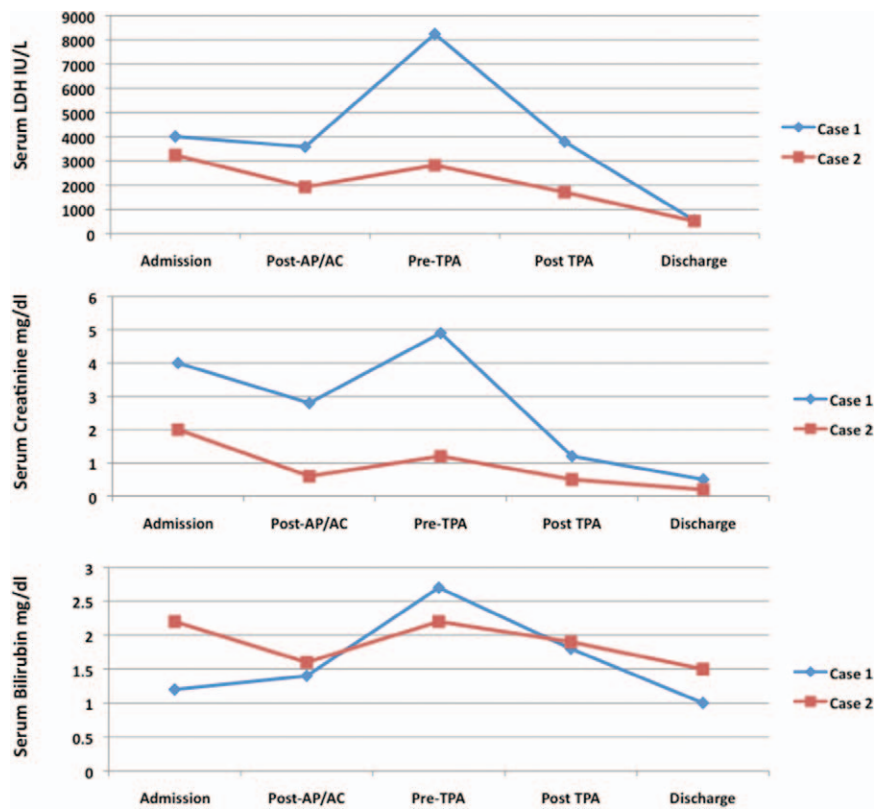 Serum LDH IU/L
9000
8000
7000
6000
5000
4000
3000
2000
1000
0
Admission Post-AP/AC Pre-TPA Post TPA Discharge
Case 1
Case 2
Serum Creatinine mg/dl
6
5
4
3
2
1
0
Admission Post-AP/AC Pre-TPA Post TPA Discharge
Case 1
Case 2
Serum Bilirubin mg/dl
3
2.5
2
1.5
1
0.5
0
Admission Post-AP/AC Pre-TPA Post TPA Discharge
Case 1
Case 2